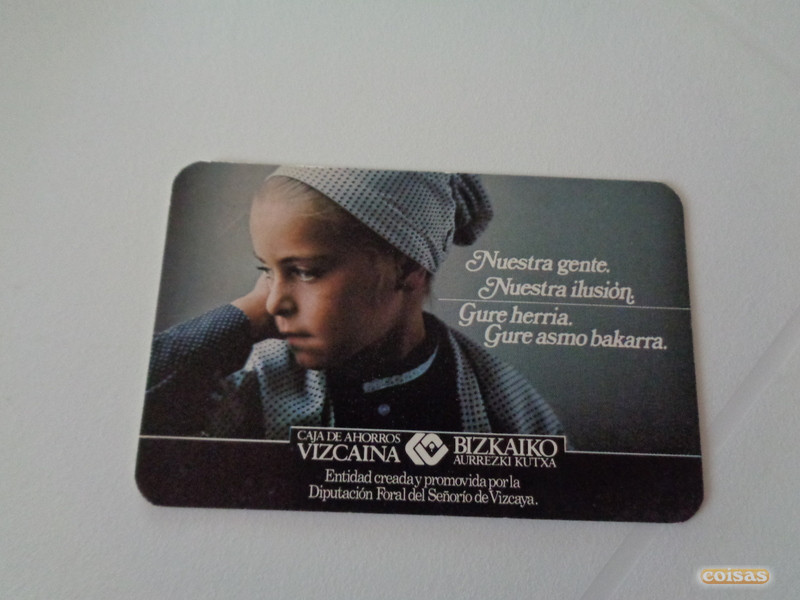 Nuestra gente.
Nuestra ilusión.
Gure herria.
Gure asmo bakarra.
CAJA DE AHORROS
VIZCAINA
BIZKAIKO
AURREZKI KUTXA
Entidad creada y promovida por la
Diputación Foral del Señorío de Vizcaya.
coisas